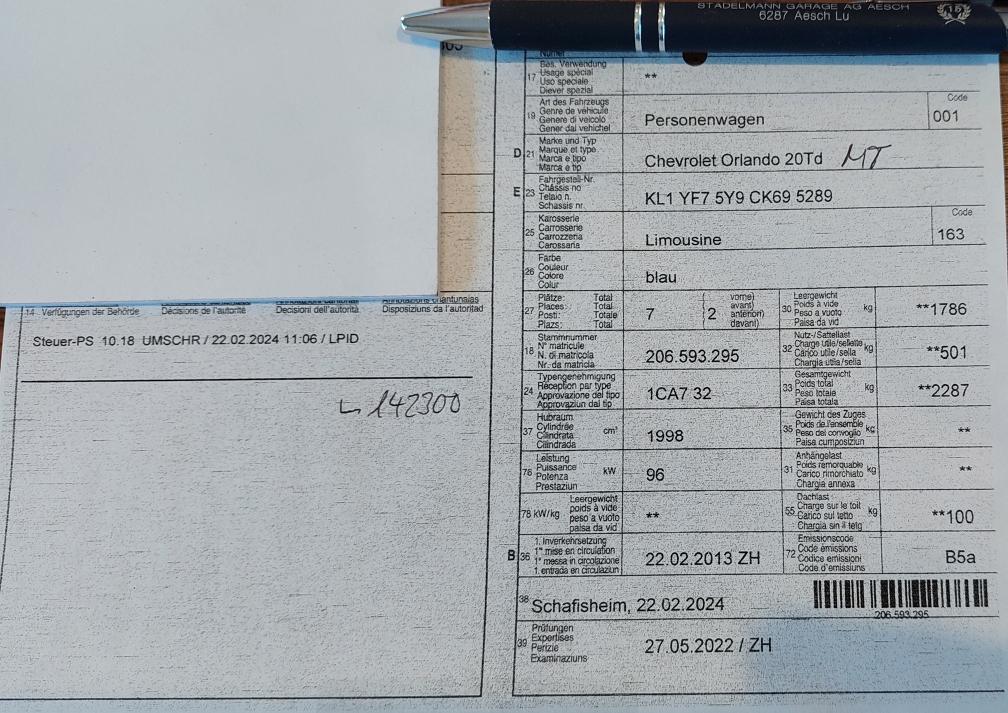 STADELMANN GARAGE AG AESCH
6287 Aesch Lu
15
17 Bes. Verwendung
Usage spécial
Uso speciale
Diever spezial
**
19 Art des Fahrzeugs
Genre de véhicule
Genere di veicolo
Gener dal vehichel
Personenwagen
Code
001
D 21 Marke und Typ
Marque et type
Marca e tipo
Marca e tip
Chevrolet Orlando 20Td MT
E 23 Fahrgestell-Nr.
Châssis no
Telaio n.
Schassis nr.
KL1 YF7 5Y9 CK69 5289
25 Karosserie
Carrosserie
Carrozzeria
Carossaria
Limousine
Code
163
26 Farbe
Couleur
Colore
Colur
blau
27 Plätze: Total
Places: Total
Posti: Totale
Plazs: Total
7
2
vorne)
avant)
anteriori)
davant)
30 Leergewicht
Poids à vide
Peso a vuoto
Paisa da vid
kg
**1786
18 Stammnummer
N° matricule
N. di matricola
Nr. da matricla
206.593.295
32 Nutz-/Sattellast
Charge utile/sellette
Carico utile/sella
Chargia utila/sella
kg
**501
24 Typengenehmigung
Réception par type
Approvazione del tipo
Approvaziun dal tip
1CA7 32
33 Gesamtgewicht
Poids total
Peso totale
Paisa totala
kg
**2287
37 Hubraum
Cylindrée
Cilindrata
Cilindrada
cm³
1998
35 Gewicht des Zuges
Poids de l'ensemble
Peso del convoglio
Paisa cumposiziun
kg
**
76 Leistung
Puissance
Potenza
Prestaziun
kW
96
31 Anhängelast
Poids remorquable
Carico rimorchiato
Chargia annexa
kg
**
78 kW/kg
Leergewicht
poids à vide
peso a vuoto
paisa da vid
**
55 Dachlast
Charge sur le toit
Carico sul tetto
Chargia sin il tetg
kg
**100
B 36 1. Inverkehrsetzung
1re mise en circulation
1a messa in circolazione
1. entrada en circulaziun
22.02.2013 ZH
72 Emissionscode
Code émissions
Codice emissioni
Code d'emissiuns
B5a
38 Schafisheim, 22.02.2024
206.593.295
39 Prüfungen
Expertises
Perizie
Examinaziuns
27.05.2022 / ZH
14 Verfügungen der Behörde
Décisions de l'autorité
Decisioni dell'autorità
Disposiziuns da l'autoritad
Steuer-PS 10.18 UMSCHR / 22.02.2024 11:06 / LPID
142300